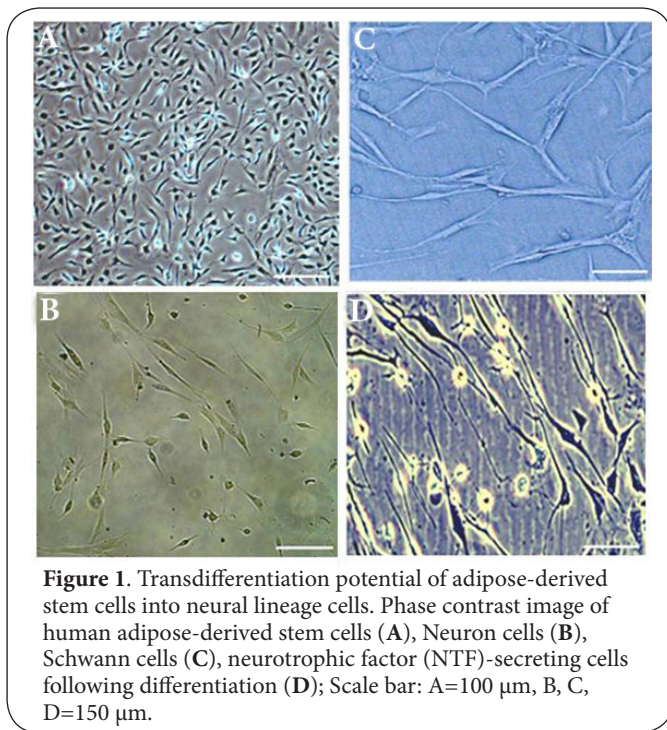 A
C
B
D
Figure 1. Transdifferentiation potential of adipose-derived
stem cells into neural lineage cells. Phase contrast image of
human adipose-derived stem cells (A), Neuron cells (B),
Schwann cells (C), neurotrophic factor (NTF)-secreting cells
following differentiation (D); Scale bar: A=100 μm, B, C,
D=150 μm.